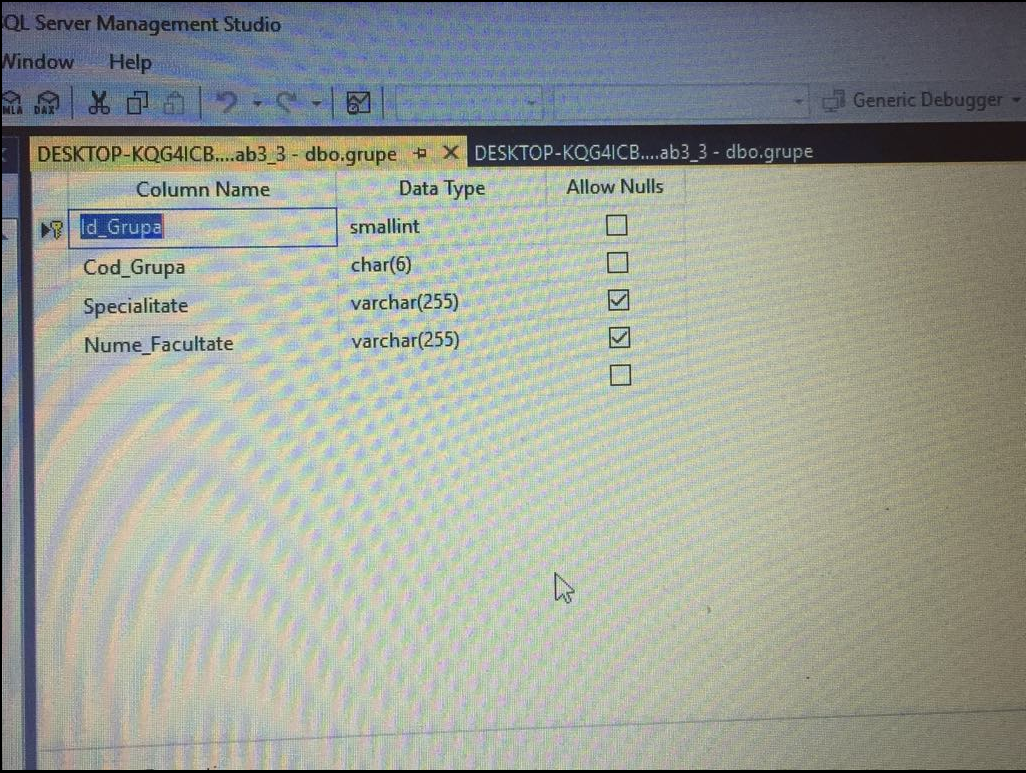 QL Server Management Studio
Window Help
MLA DAX Generic Debugger
DESKTOP-KQG4ICB....ab3_3 - dbo.grupe DESKTOP-KQG4ICB....ab3_3 - dbo.grupe
Column Name Data Type Allow Nulls
Id_Grupa smallint
Cod_Grupa char(6)
Specialitate varchar(255)
Nume_Facultate varchar(255)